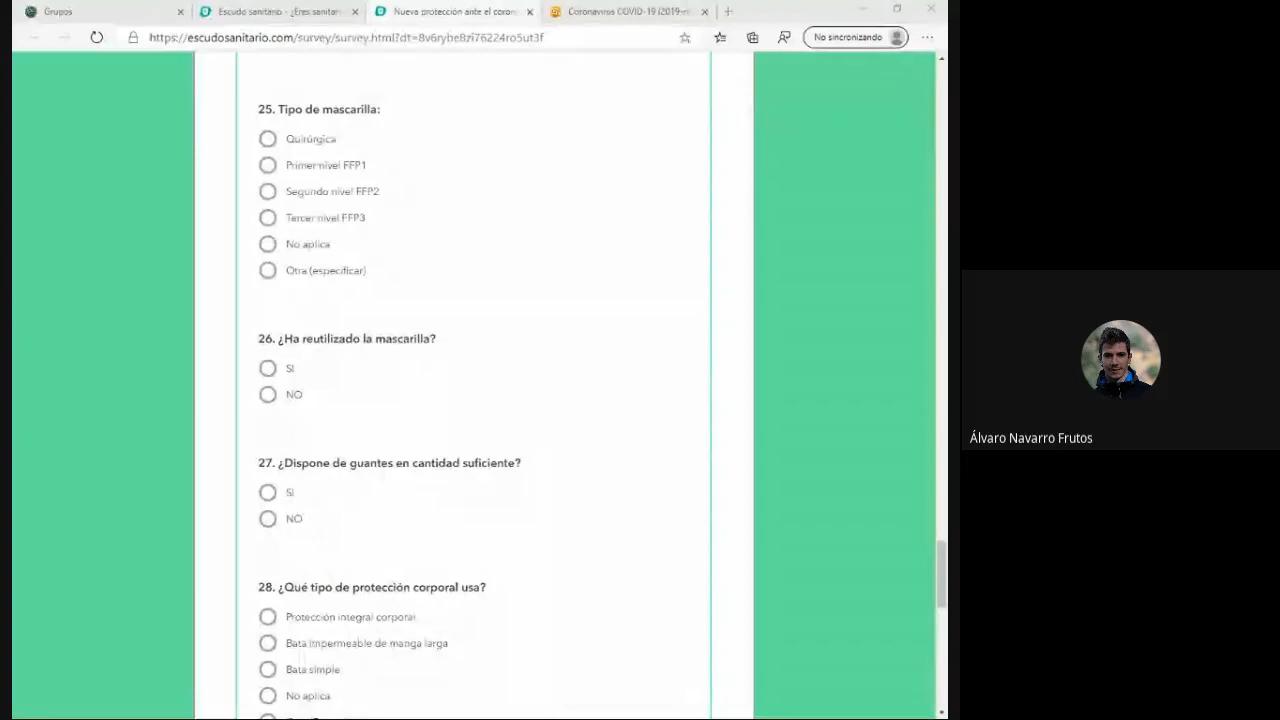 Grupos
Escudo sanitario - ¿Eres sanitar
Nueva protección ante el coron
Coronavirus COVID-19 (2019-n
https://escudosanitario.com/survey/survey.html?dt=8v6rybe8zi76224ro5ut3f
No sincronizando
25. Tipo de mascarilla:
Quirúrgica
Primer nivel FFP1
Segundo nivel FFP2
Tercer nivel FFP3
No aplica
Otra (especificar)
26. ¿Ha reutilizado la mascarilla?
SI
NO
27. ¿Dispone de guantes en cantidad suficiente?
SI
NO
28. ¿Qué tipo de protección corporal usa?
Protección integral corporal
Bata impermeable de manga larga
Bata simple
No aplica
Álvaro Navarro Frutos